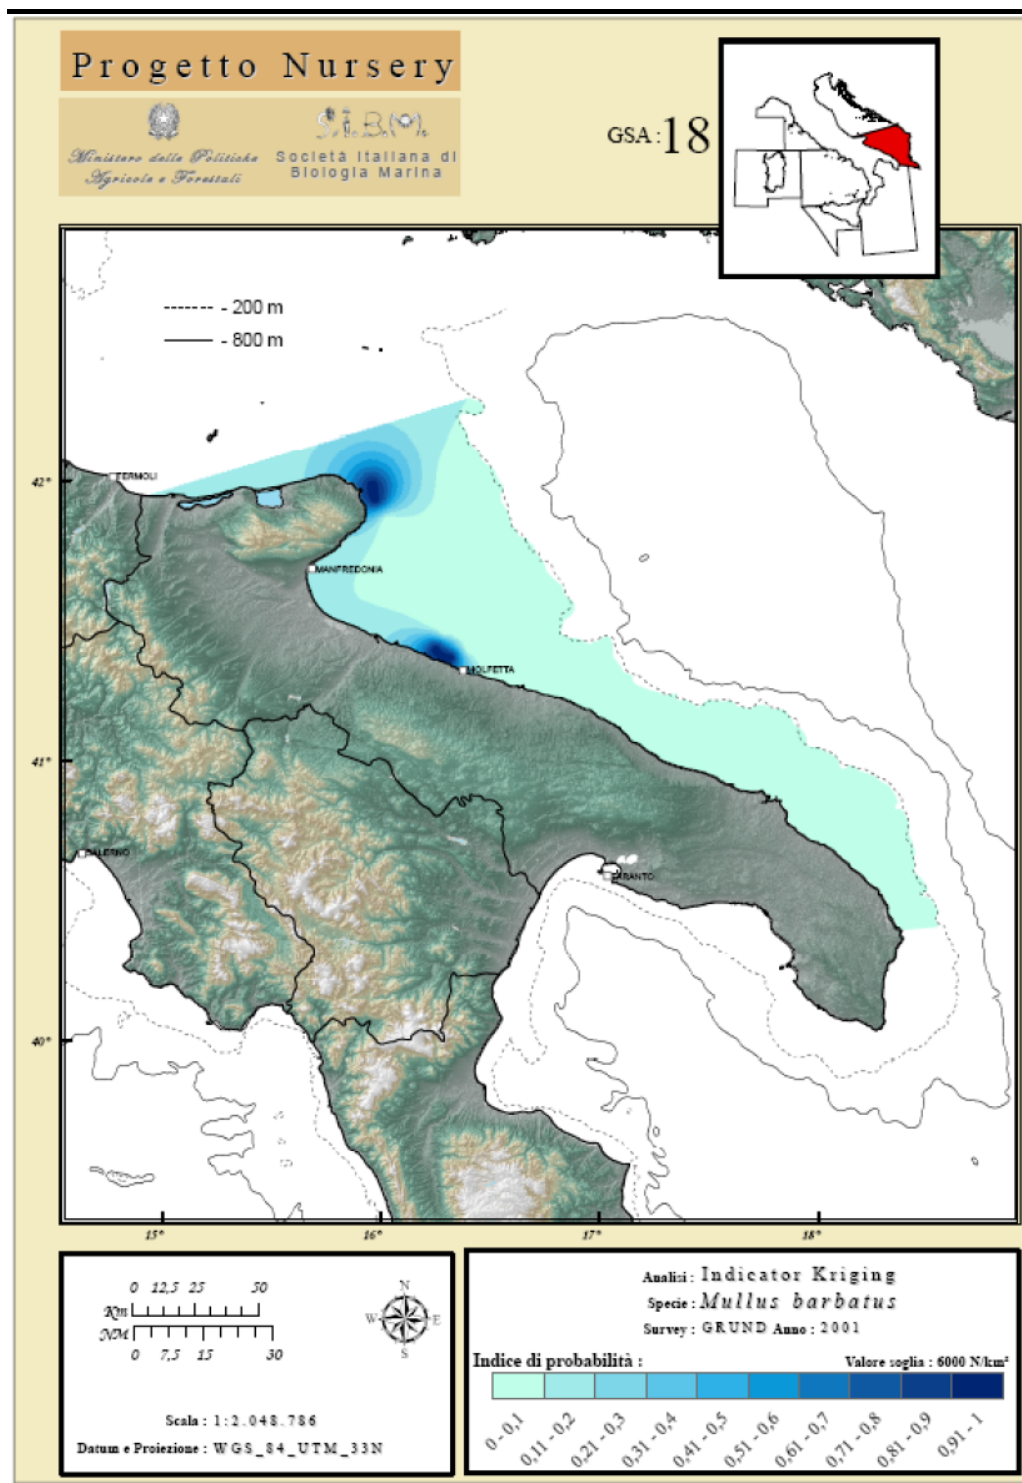 Progetto Nursery
Ministero delle Politiche
Agricole e Forestali
S.I.B.M.
Società Italiana di
Biologia Marina
GSA : 18
- 200 m
- 800 m
TERMOLI
42°
MANFREDONIA
MOLFETTA
41°
SALERNO
TARANTO
40°
15° 16° 17° 18°
0 12,5 25 50
Km
NM
0 7,5 15 30
N
W E
S
Scala : 1:2.048.786
Datum e Proiezione : WGS_84_UTM_33N
Analisi : Indicator Kriging
Specie : Mullus barbatus
Survey : GRUND Anno : 2001
Indice di probabilità : Valore soglia : 6000 N/km²
0 - 0,1 0,11 - 0,2 0,21 - 0,3 0,31 - 0,4 0,41 - 0,5 0,51 - 0,6 0,61 - 0,7 0,71 - 0,8 0,81 - 0,9 0,91 - 1